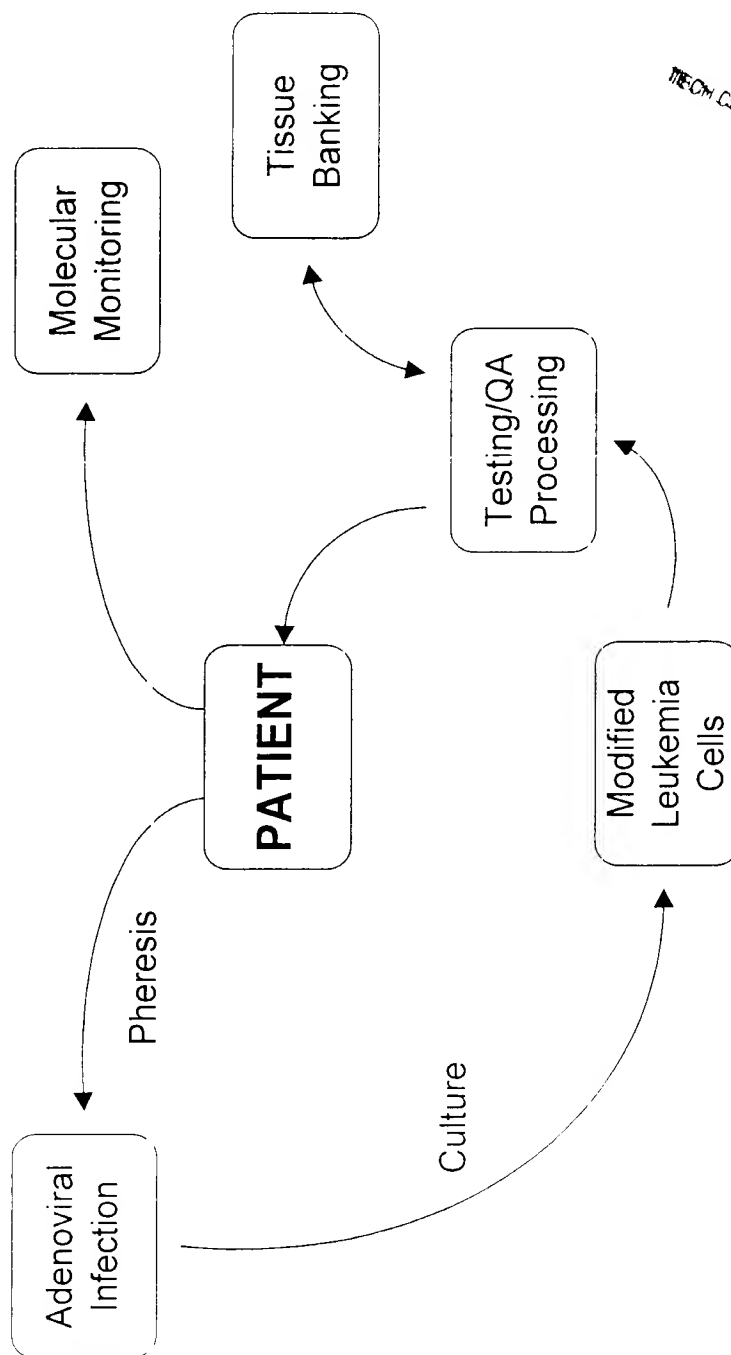 Adenoviral
Infection
Pheresis
PATIENT
Molecular
Monitoring
Culture
Modified
Leukemia
Cells
Testing/QA
Processing
Tissue
Banking